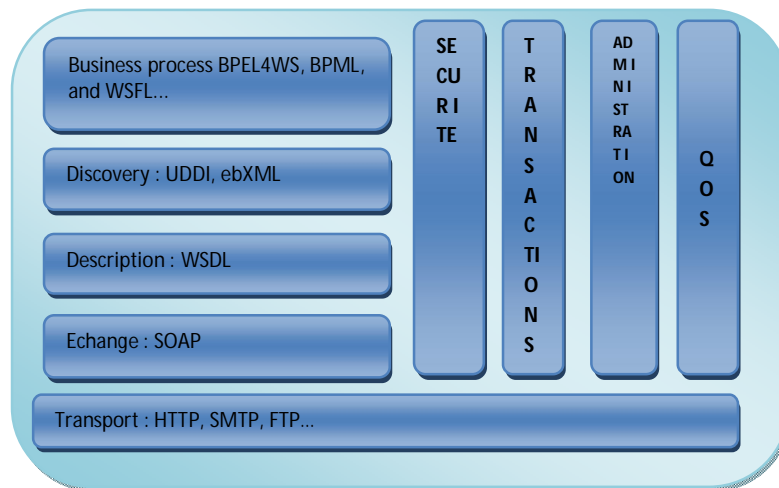 Business process BPEL4WS, BPML,
and WSFL...
Discovery : UDDI, ebXML
Description : WSDL
Echange : SOAP
Transport : HTTP, SMTP, FTP...
SE
CU
R I
TE
T
R
A
N
S
A
C
TI
O
N
S
AD
M I
N I
ST
RA
T I
ON
Q
O
S